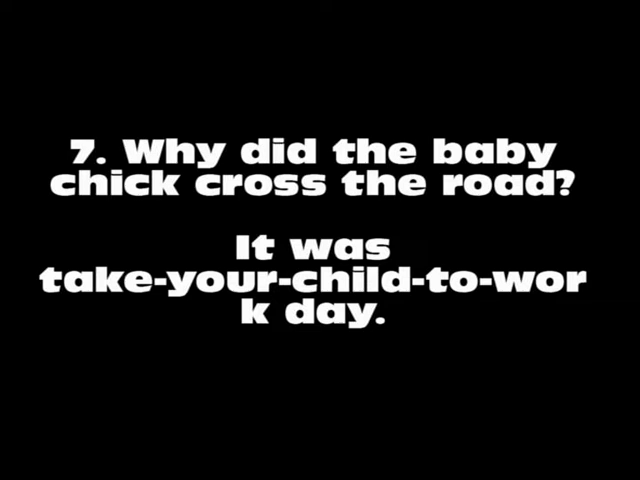 7. Why did the baby
chick cross the road?
It was
take-your-child-to-wor
k day.